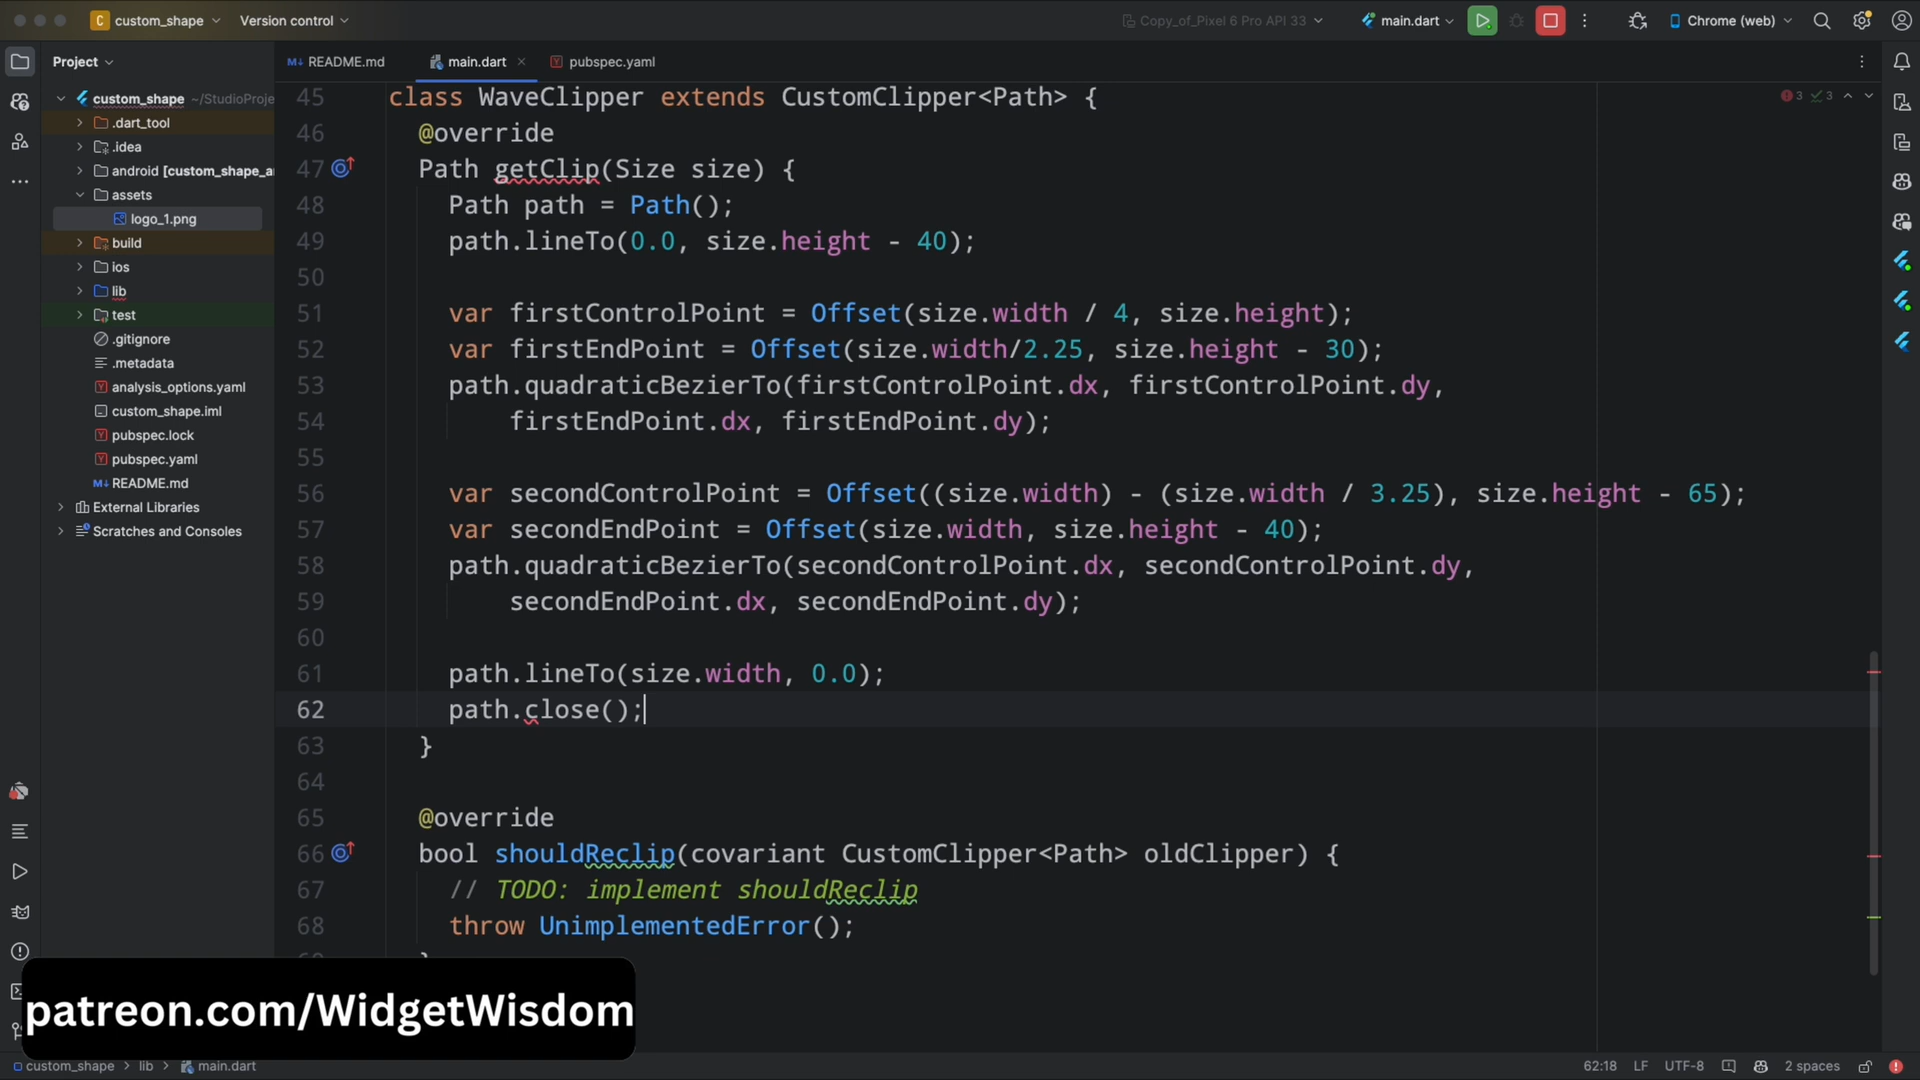 C custom_shape Version control Copy_of_Pixel 6 Pro API 33 main.dart Chrome (web)
Project README.md main.dart pubspec.yaml
custom_shape ~/StudioProje
.dart_tool
.idea
android [custom_shape_a
assets
logo_1.png
build
ios
lib
test
.gitignore
.metadata
analysis_options.yaml
custom_shape.iml
pubspec.lock
pubspec.yaml
README.md
External Libraries
Scratches and Consoles
3 3
45 class WaveClipper extends CustomClipper<Path> {
46 @override
47 Path getClip(Size size) {
48 Path path = Path();
49 path.lineTo(0.0, size.height - 40);
50
51 var firstControlPoint = Offset(size.width / 4, size.height);
52 var firstEndPoint = Offset(size.width/2.25, size.height - 30);
53 path.quadraticBezierTo(firstControlPoint.dx, firstControlPoint.dy,
54 firstEndPoint.dx, firstEndPoint.dy);
55
56 var secondControlPoint = Offset((size.width) - (size.width / 3.25), size.height - 65);
57 var secondEndPoint = Offset(size.width, size.height - 40);
58 path.quadraticBezierTo(secondControlPoint.dx, secondControlPoint.dy,
59 secondEndPoint.dx, secondEndPoint.dy);
60
61 path.lineTo(size.width, 0.0);
62 path.close();
63 }
64
65 @override
66 bool shouldReclip(covariant CustomClipper<Path> oldClipper) {
67 // TODO: implement shouldReclip
68 throw UnimplementedError();
patreon.com/WidgetWisdom
custom_shape > lib > main.dart 62:18 LF UTF-8 2 spaces